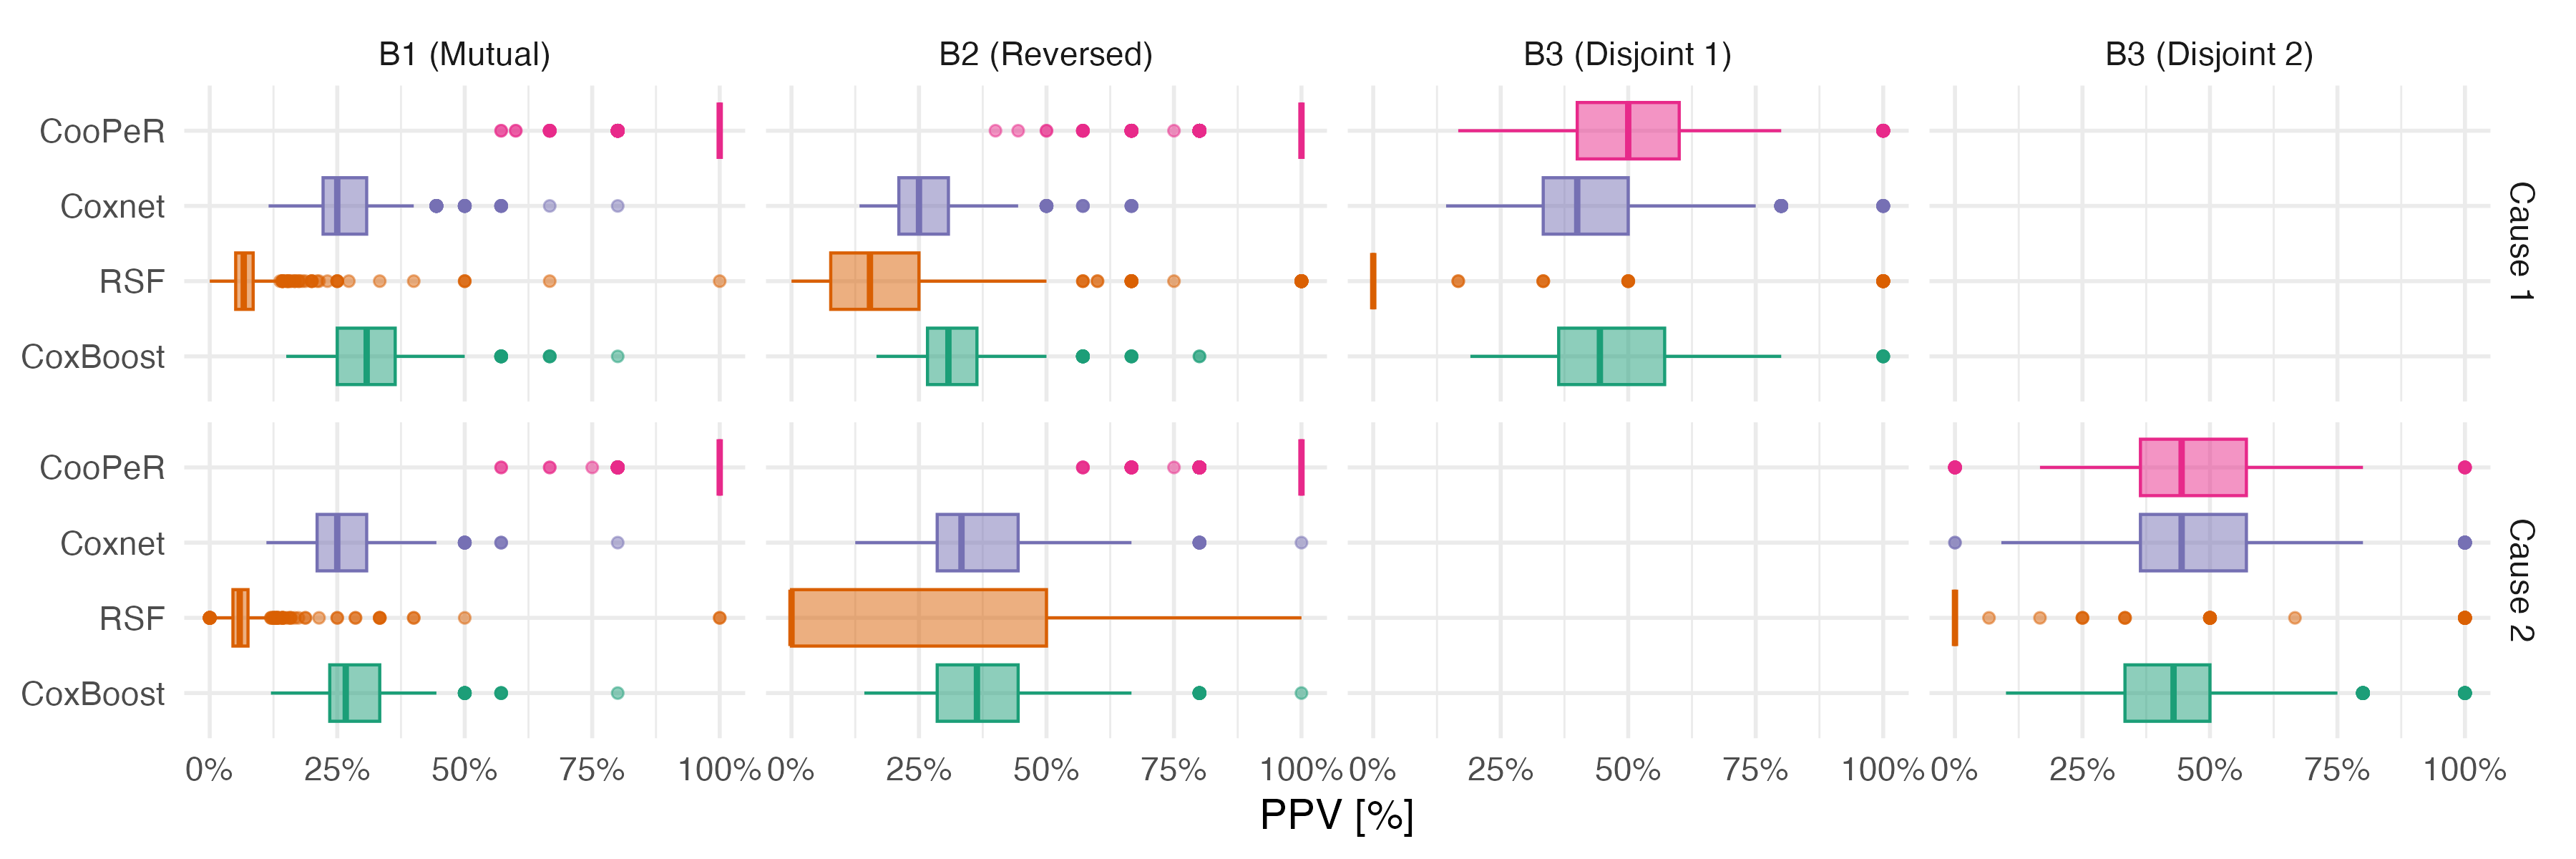 B1 (Mutual) B2 (Reversed) B3 (Disjoint 1) B3 (Disjoint 2)
CooPeR
Coxnet
RSF
CoxBoost
Cause 1
CooPeR
Coxnet
RSF
CoxBoost
Cause 2
0% 25% 50% 75% 100% 0% 25% 50% 75% 100% 0% 25% 50% 75% 100% 0% 25% 50% 75% 100%
PPV [%]